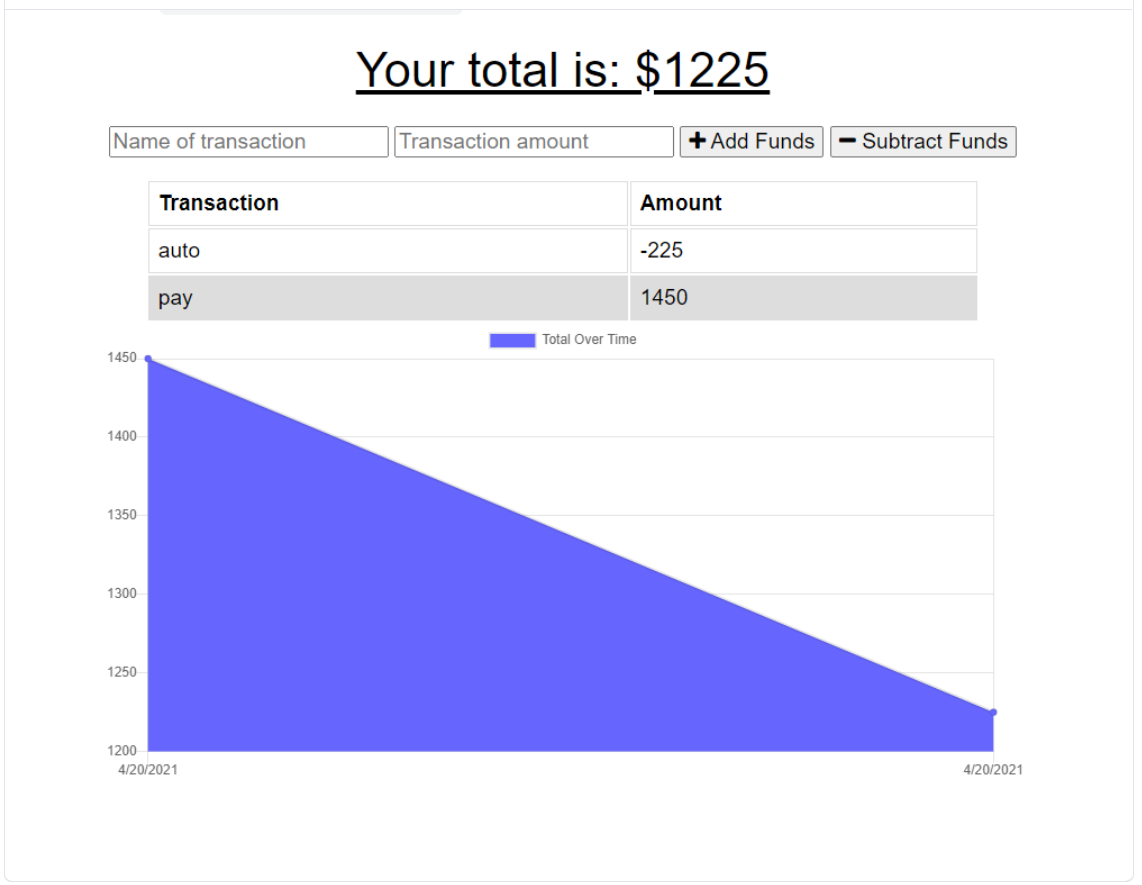 Your total is: $1225
Name of transaction Transaction amount + Add Funds − Subtract Funds
Transaction Amount
auto -225
pay 1450
Total Over Time
1450
1400
1350
1300
1250
1200
4/20/2021 4/20/2021